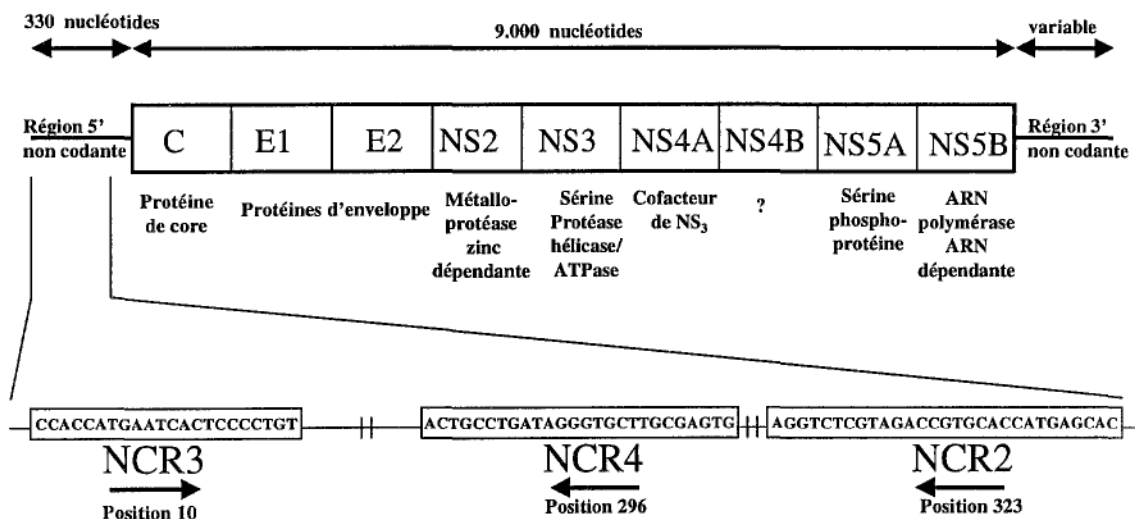 330 nucléotides
9.000 nucléotides
variable
Région 5'
non codante
C
E1
E2
NS2
NS3
NS4A
NS4B
NS5A
NS5B
Région 3'
non codante
Protéine
de core
Protéines d'enveloppe
Métallo-
protéase
zinc
dépendante
Sérine
Protéase
hélicase/
ATPase
Cofacteur
de NS3
?
Sérine
phospho-
protéine
ARN
polymérase
ARN
dépendante
CCACCATGAATCACTCCCCTGT
ACTGCCTGATAGGGTGCTTGCGAGTG
AGGTCTCGTAGACCGTGCACCATGAGCAC
NCR3
NCR4
NCR2
Position 10
Position 296
Position 323